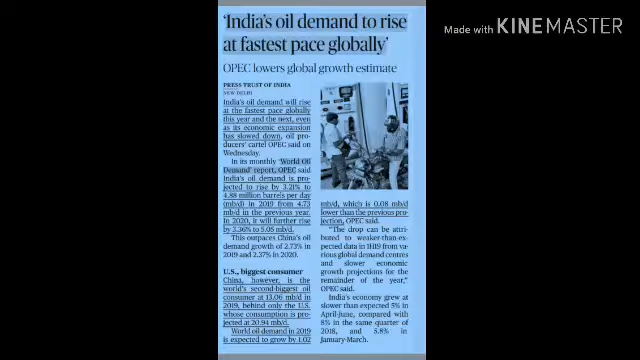 'India's oil demand to rise
at fastest pace globally'
OPEC lowers global growth estimate
PRESS TRUST OF INDIA
NEW DELHI
India's oil demand will rise
at the fastest pace globally
this year and the next, even
as its economic expansion
has slowed down, oil pro-
ducers' cartel OPEC said on
Wednesday.
In its monthly 'World Oil
Demand' report, OPEC said
India's oil demand is pro-
jected to rise by 3.21% to
4.88 million barrels per day
(mb/d) in 2019 from 4.73
mb/d in the previous year.
In 2020, it will further rise
by 3.36% to 5.05 mb/d.
This outpaces China's oil
demand growth of 2.73% in
2019 and 2.37% in 2020.
U.S., biggest consumer
China, however, is the
world's second-biggest oil
consumer at 13.06 mb/d in
2019, behind only the U.S.
whose consumption is pro-
jected at 20.94 mb/d.
World oil demand in 2019
is expected to grow by 1.02
mb/d, which is 0.08 mb/d
lower than the previous pro-
jection, OPEC said.
"The drop can be attri-
buted to weaker-than-ex-
pected data in 1H19 from va-
rious global demand centres
and slower economic
growth projections for the
remainder of the year,"
OPEC said.
India's economy grew at
slower than expected 5% in
April-June, compared with
8% in the same quarter of
2018, and 5.8% in
January-March.
Made with KINEMASTER